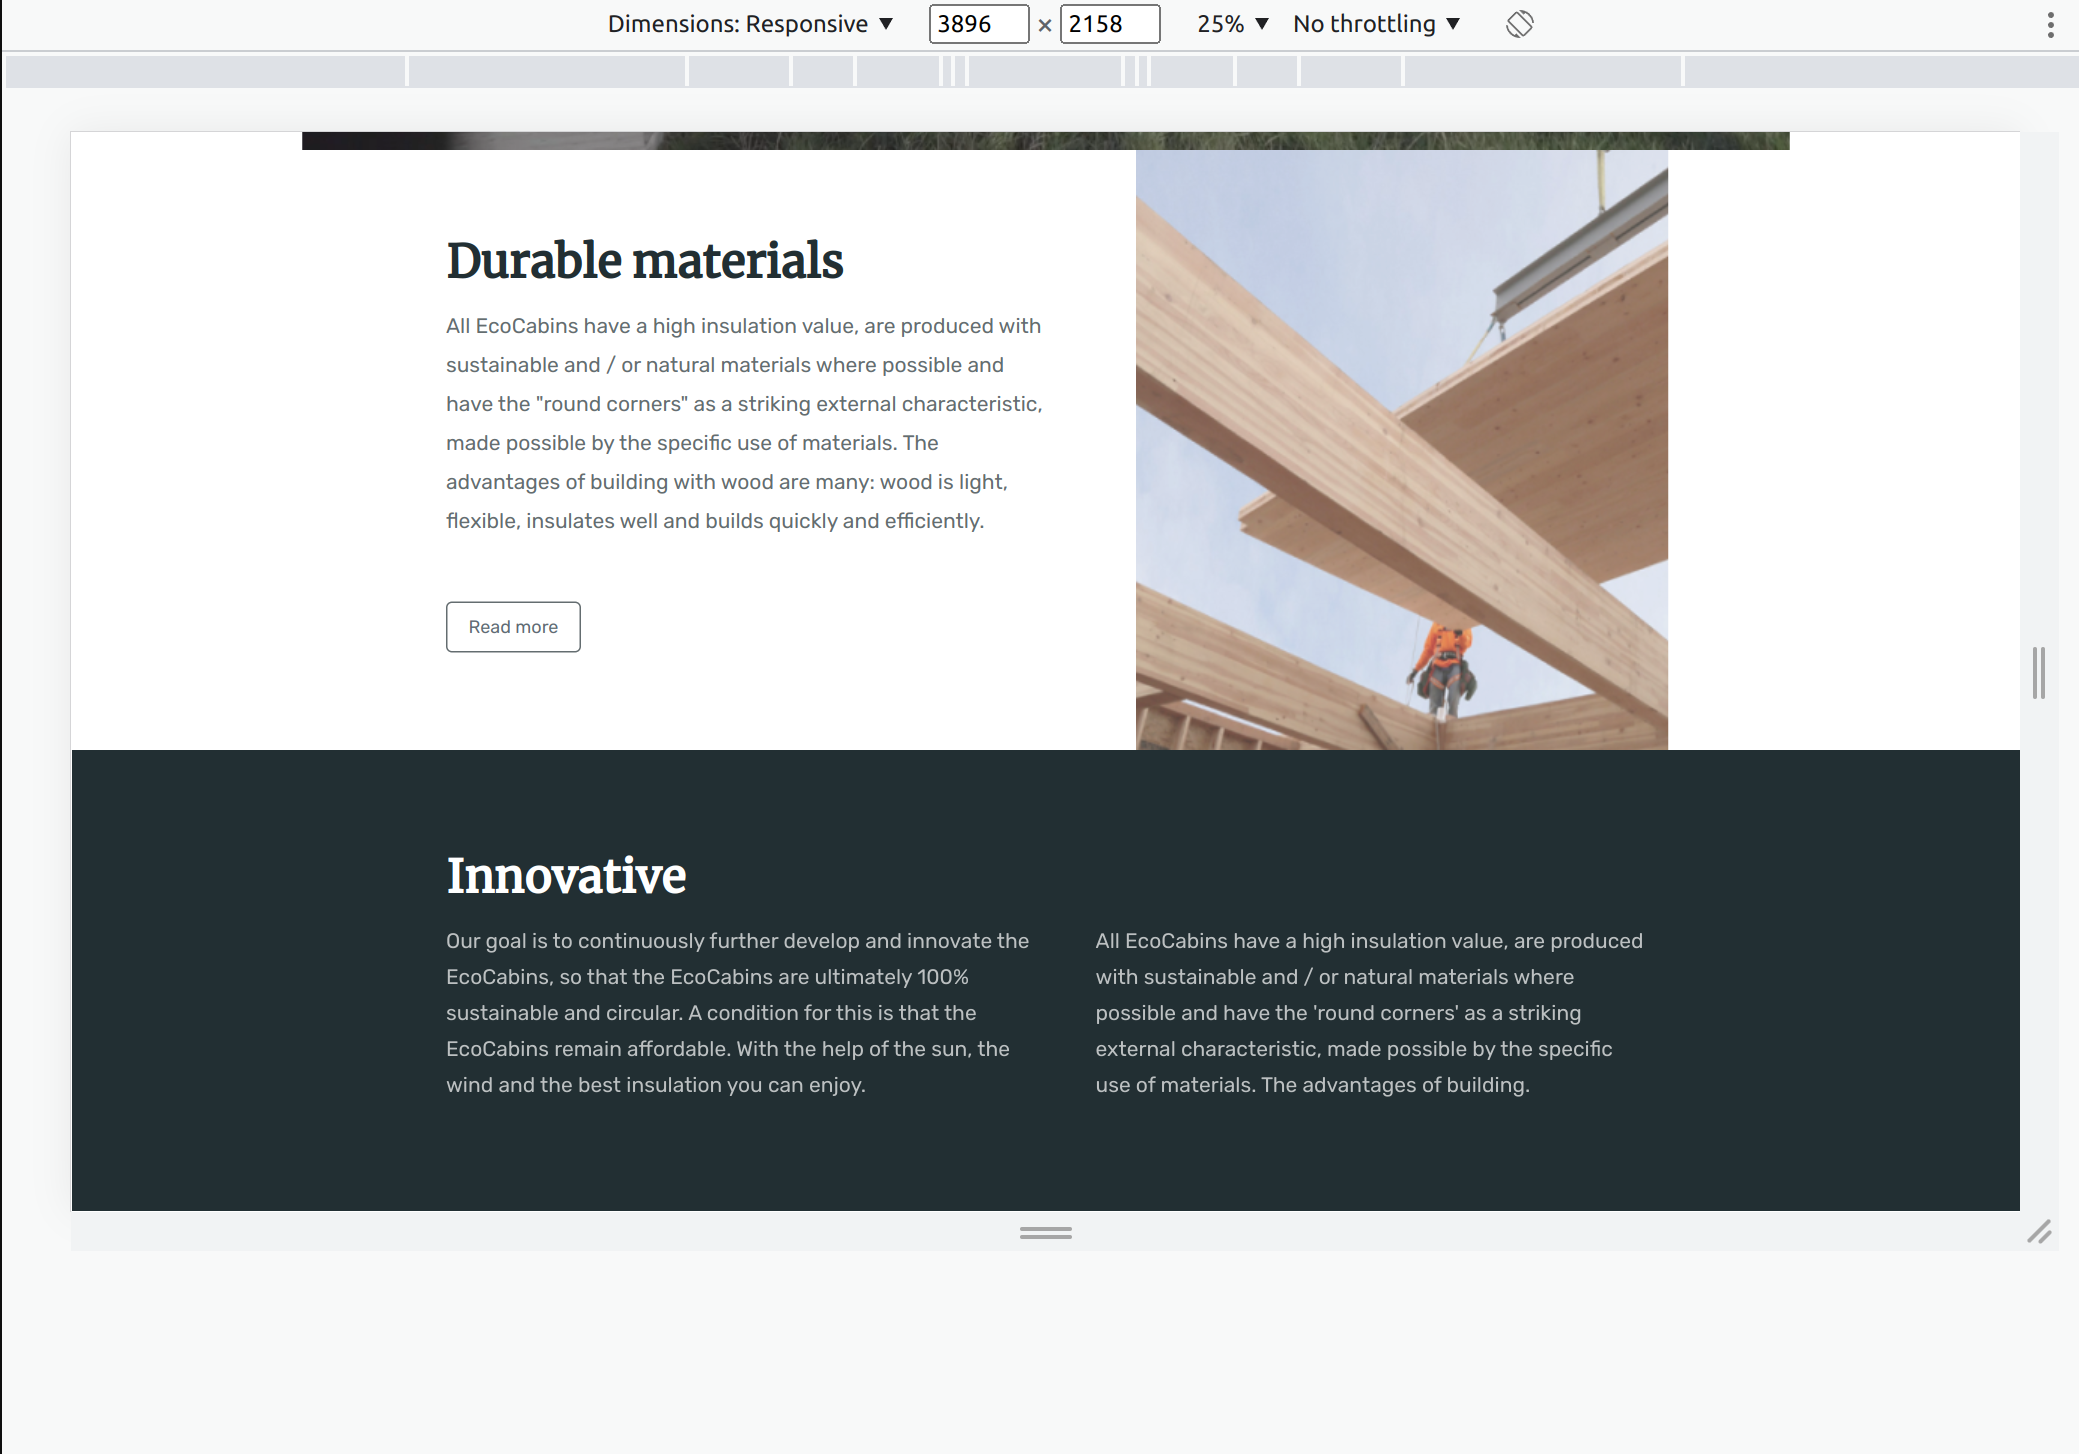 Dimensions: Responsive ▼ 3896 × 2158 25% ▼ No throttling ▼
Durable materials
All EcoCabins have a high insulation value, are produced with
sustainable and / or natural materials where possible and
have the "round corners" as a striking external characteristic,
made possible by the specific use of materials. The
advantages of building with wood are many: wood is light,
flexible, insulates well and builds quickly and efficiently.
Read more
Innovative
Our goal is to continuously further develop and innovate the
EcoCabins, so that the EcoCabins are ultimately 100%
sustainable and circular. A condition for this is that the
EcoCabins remain affordable. With the help of the sun, the
wind and the best insulation you can enjoy.
All EcoCabins have a high insulation value, are produced
with sustainable and / or natural materials where
possible and have the 'round corners' as a striking
external characteristic, made possible by the specific
use of materials. The advantages of building.